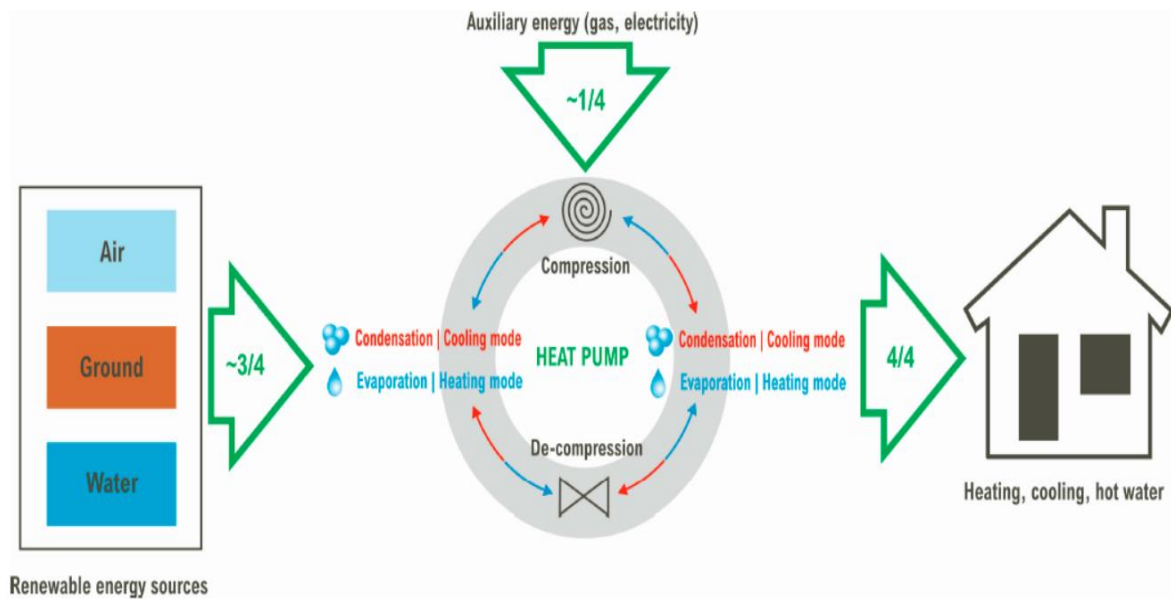 Auxiliary energy (gas, electricity)
~1/4
Air
Ground
Water
Renewable energy sources
~3/4
Compression
Condensation | Cooling mode
Evaporation | Heating mode
HEAT PUMP
Condensation | Cooling mode
Evaporation | Heating mode
De-compression
4/4
Heating, cooling, hot water